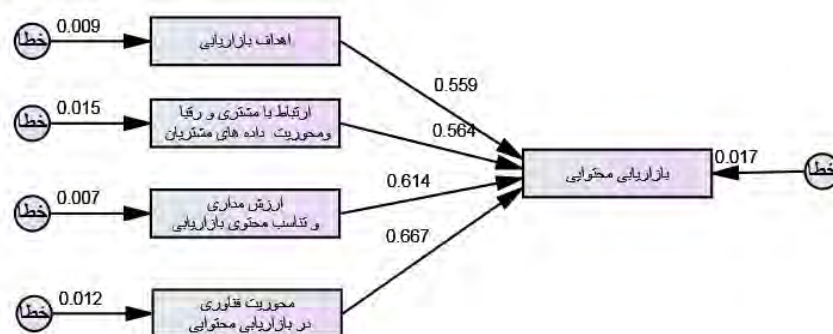 خطا
0.009
اهداف بازاریابی
0.559
خطا
0.015
ارتباط با مشتری و رقبا
ومحوریت داده های مشتریان
0.564
بازاریابی محتوایی
0.017
خطا
خطا
0.007
ارزش مداری
و تناسب محتوی بازاریابی
0.614
0.667
خطا
0.012
محوریت فناوری
در بازاریابی محتوایی